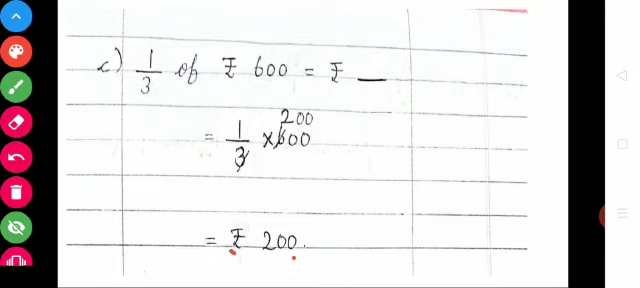 c) 1/3 of ₹ 600 = ₹ __
200
= 1/3 × 600
= ₹ 200.